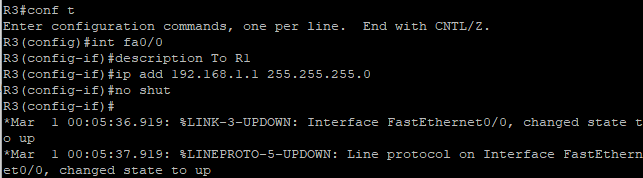 R3#conf t
Enter configuration commands, one per line.  End with CNTL/Z.
R3(config)#int fa0/0
R3(config-if)#description To R1
R3(config-if)#ip add 192.168.1.1 255.255.255.0
R3(config-if)#no shut
R3(config-if)#
*Mar  1 00:05:36.919: %LINK-3-UPDOWN: Interface FastEthernet0/0, changed state t
o up
*Mar  1 00:05:37.919: %LINEPROTO-5-UPDOWN: Line protocol on Interface FastEthern
et0/0, changed state to up